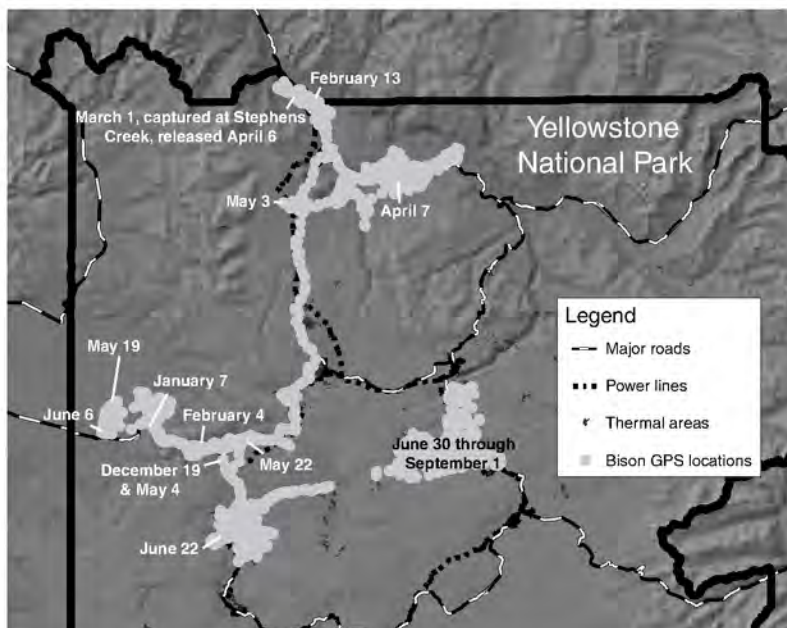 February 13
March 1, captured at Stephens
Creek, released April 6
Yellowstone
National Park
May 3
April 7
Legend
Major roads
Power lines
Thermal areas
Bison GPS locations
May 19
January 7
June 6
February 4
June 30 through
September 1
May 22
December 19
& May 4
June 22